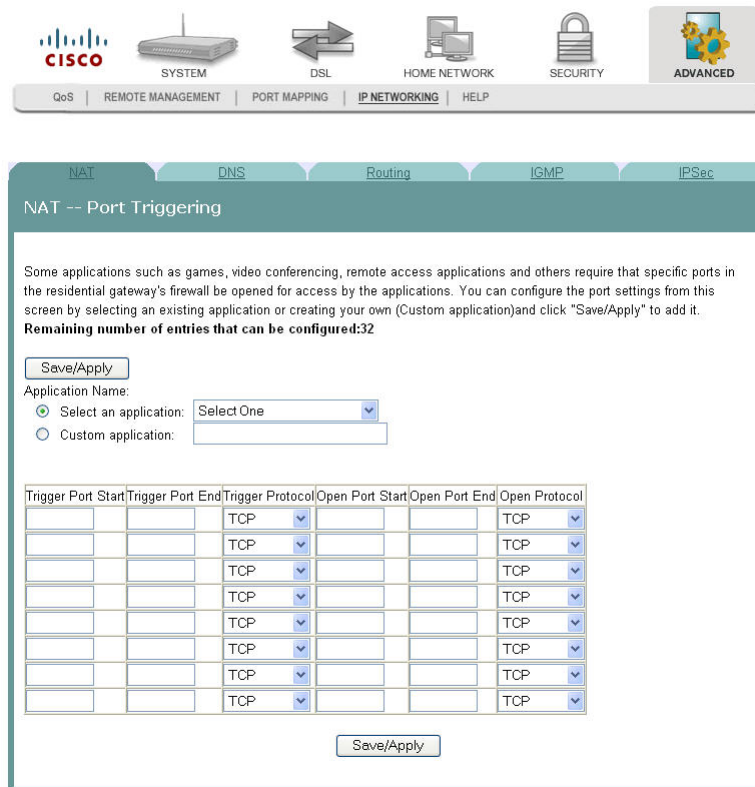 CISCO
SYSTEM
DSL
HOME NETWORK
SECURITY
ADVANCED
QoS | REMOTE MANAGEMENT | PORT MAPPING | IP NETWORKING | HELP
NAT DNS Routing IGMP IPSec
NAT -- Port Triggering
Some applications such as games, video conferencing, remote access applications and others require that specific ports in
the residential gateway's firewall be opened for access by the applications. You can configure the port settings from this
screen by selecting an existing application or creating your own (Custom application)and click "Save/Apply" to add it.
Remaining number of entries that can be configured:32
Save/Apply
Application Name:
Select an application: Select One
Custom application:
Trigger Port Start Trigger Port End Trigger Protocol Open Port Start Open Port End Open Protocol
TCP TCP
TCP TCP
TCP TCP
TCP TCP
TCP TCP
TCP TCP
TCP TCP
TCP TCP
Save/Apply